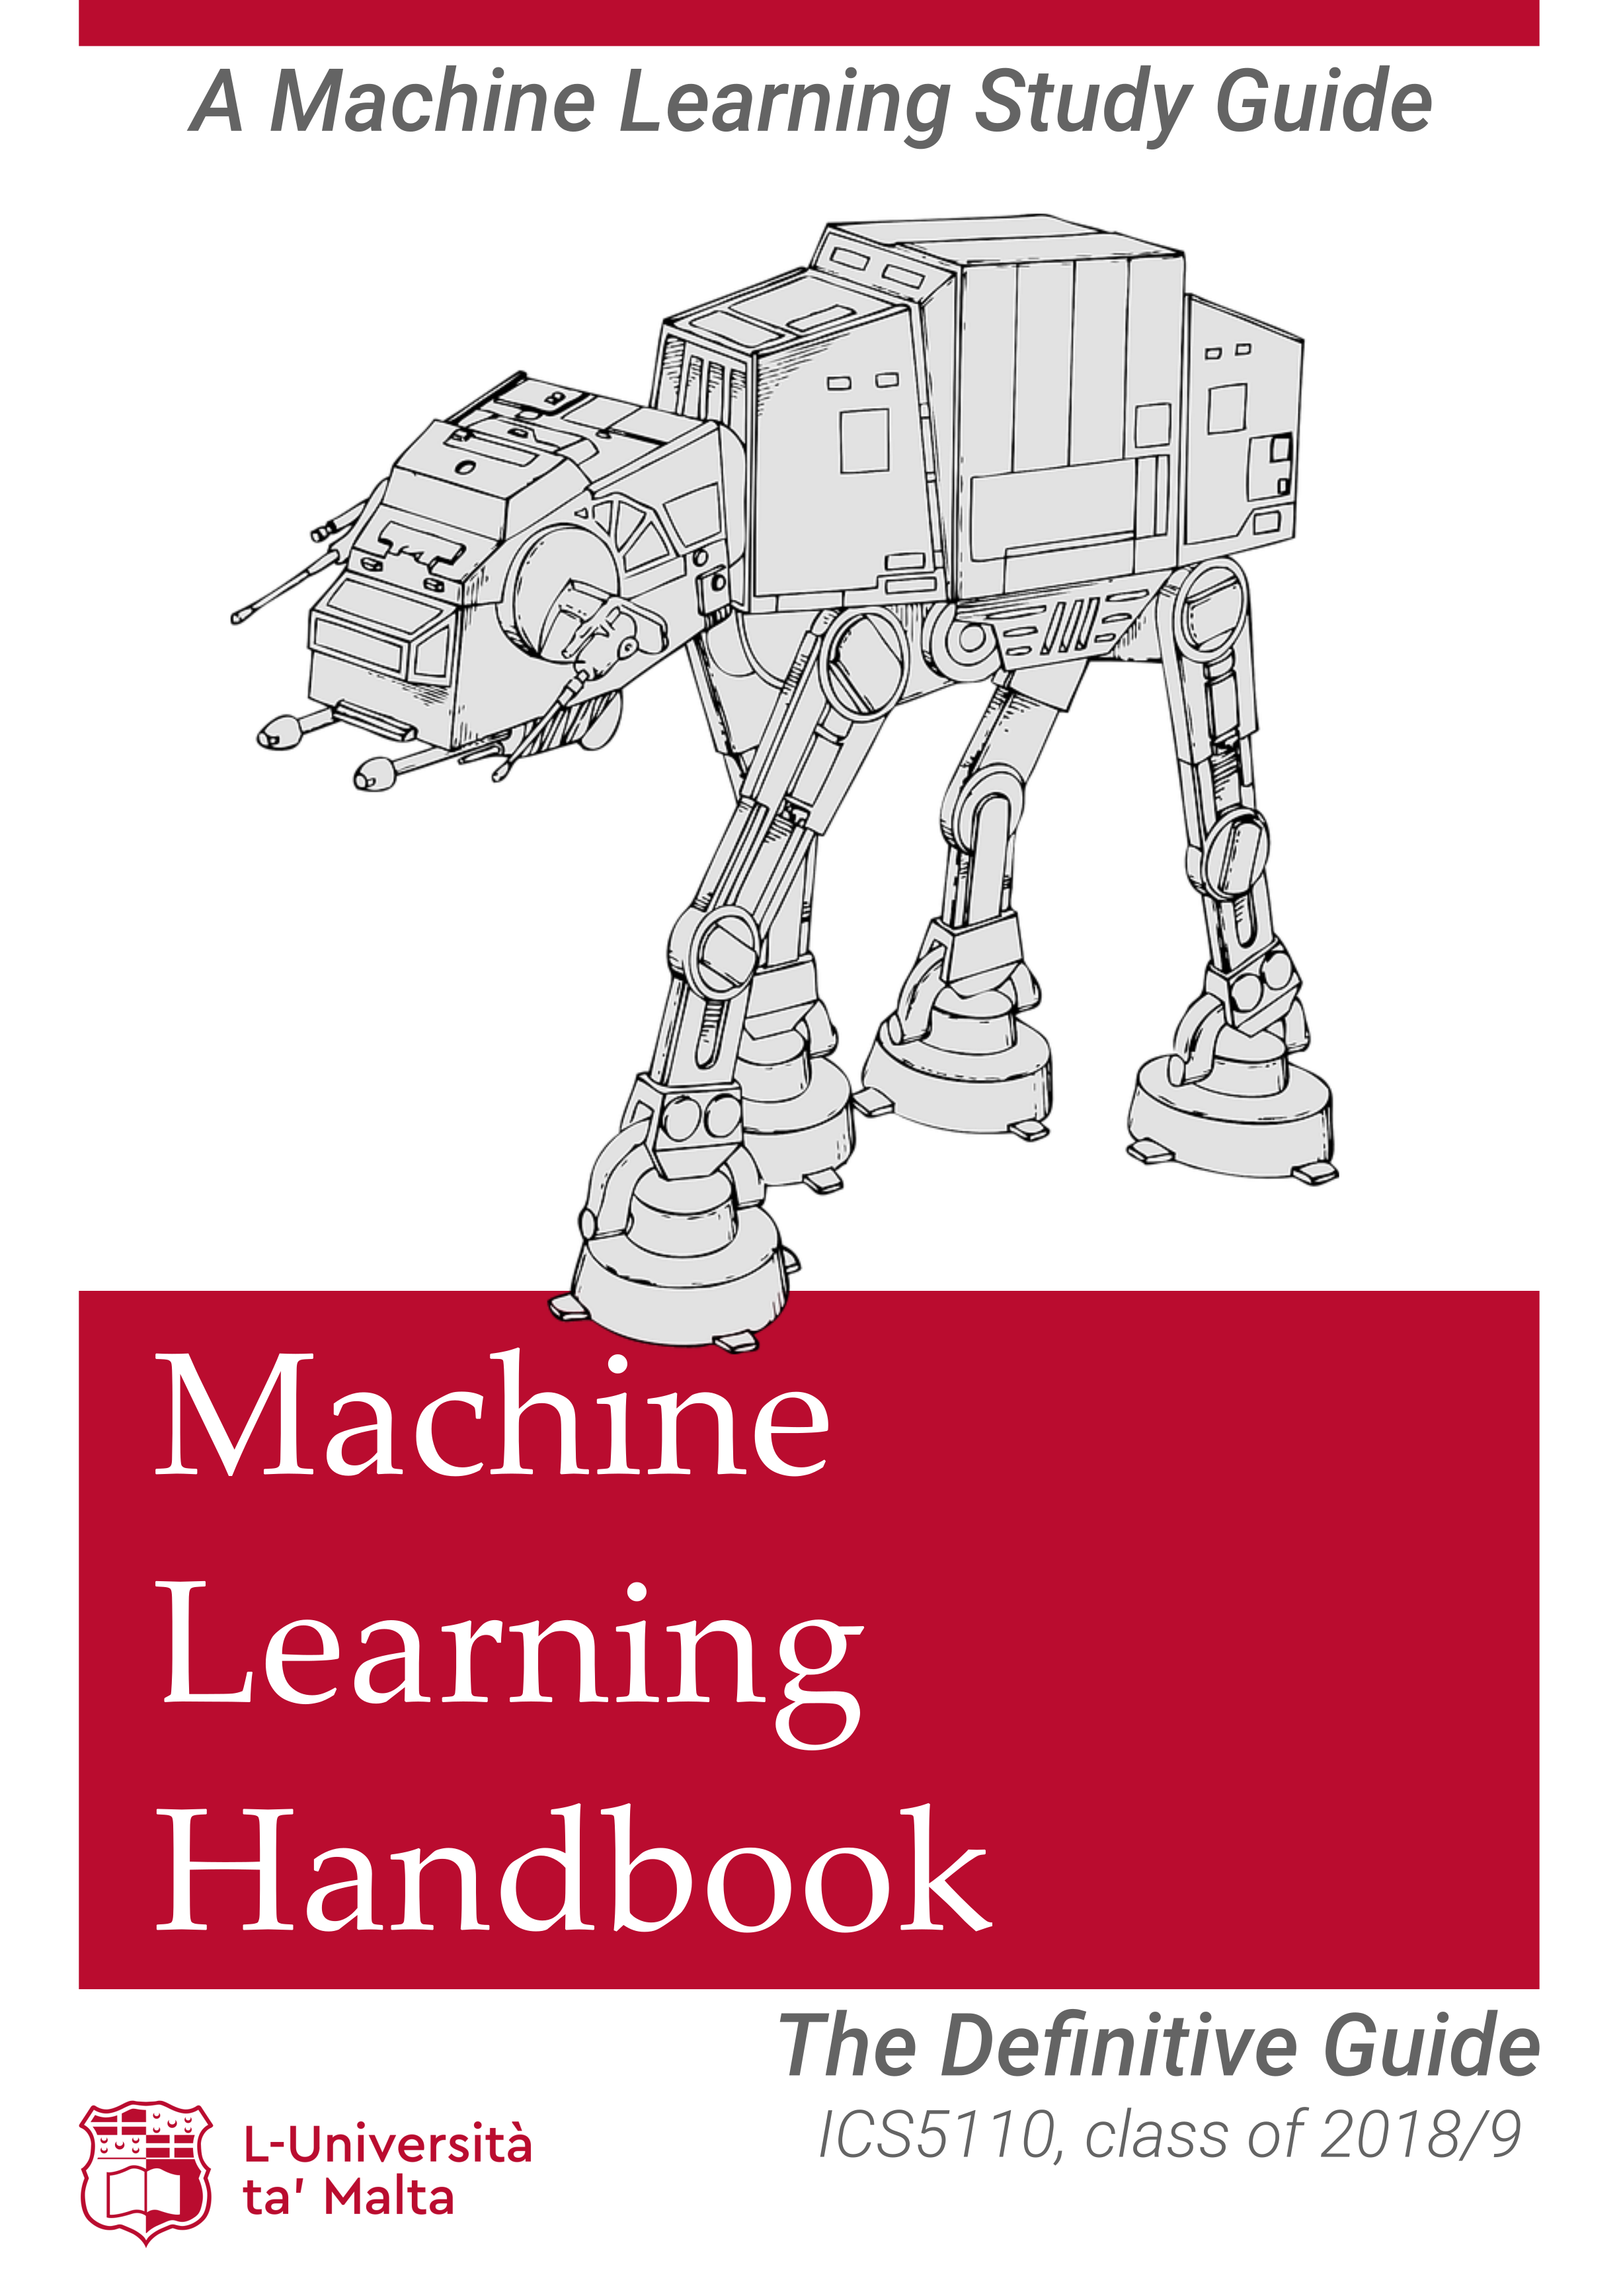 A Machine Learning Study Guide
Machine
Learning
Handbook
The Definitive Guide
ICS5110, class of 2018/9
L-Università
ta' Malta